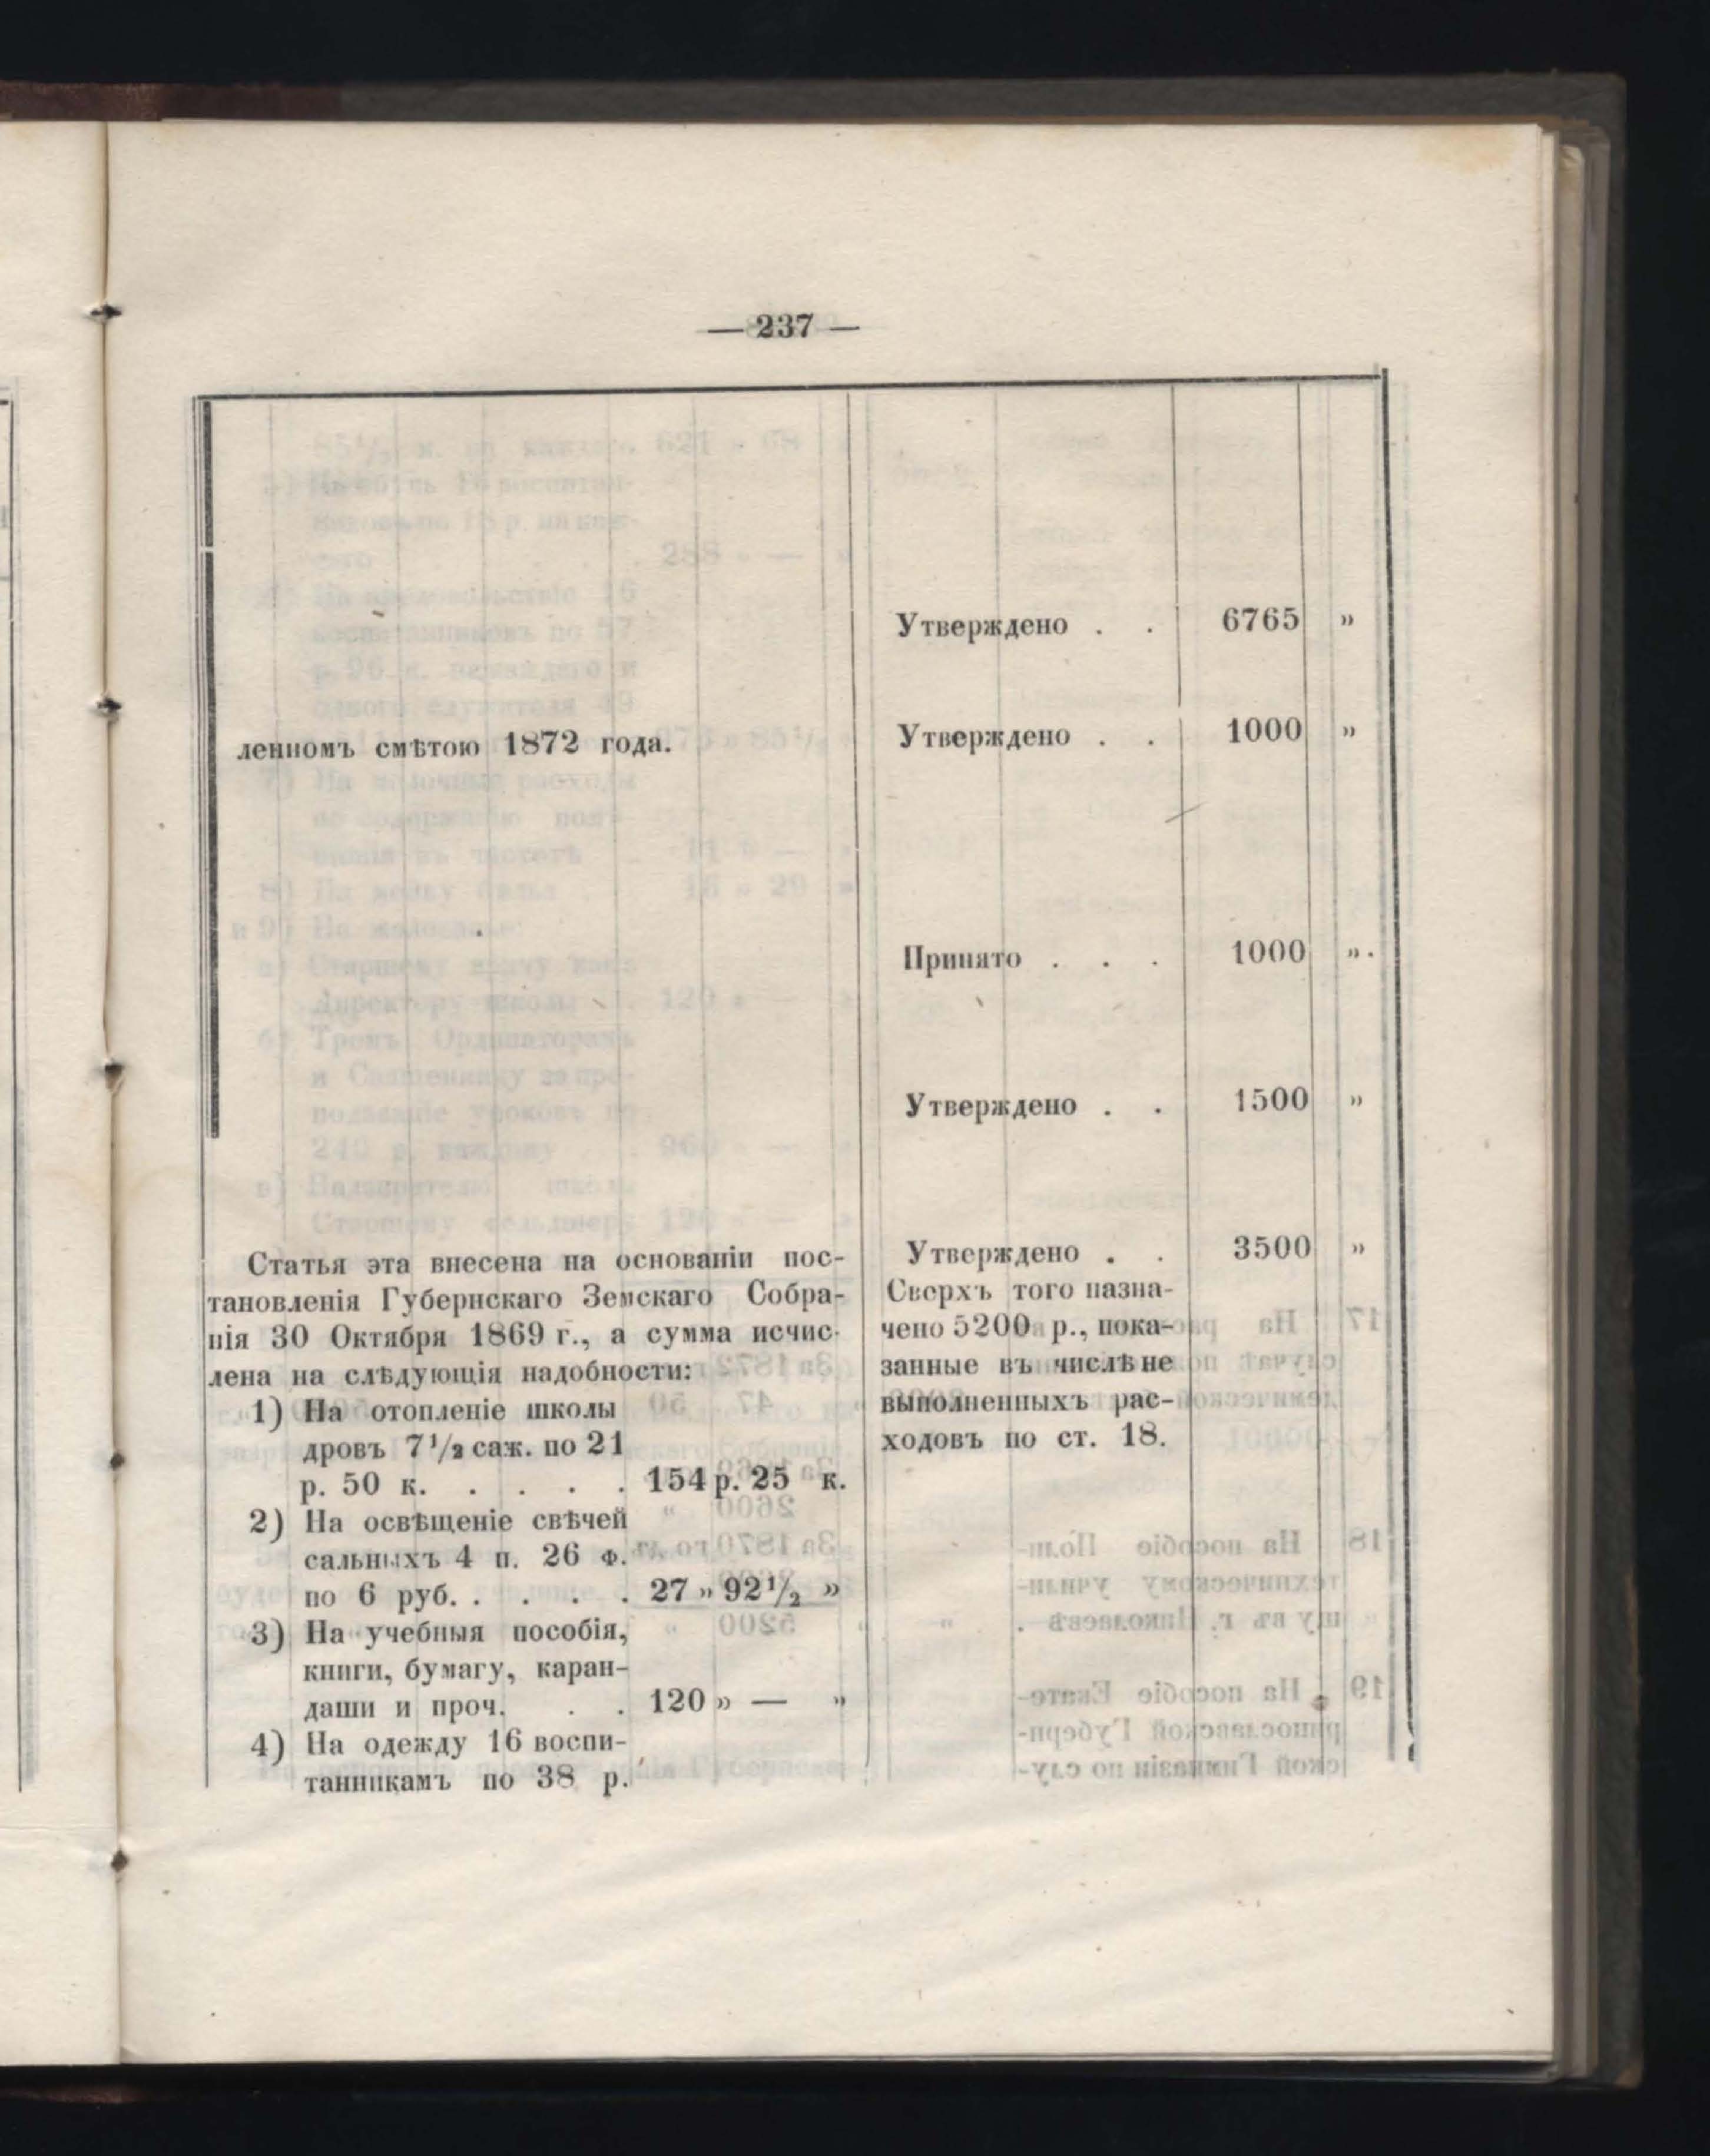 — 237 —
Утверждено . . 6765 »
ленномъ смѣтою 1872 года.
Утверждено . . 1000 »
Принято . . . 1000 »
Утверждено . . 1500 »
Статья эта внесена на основаніи пос-
тановленія Губернскаго Земскаго Собра-
нія 30 Октября 1869 г., а сумма исчис-
лена на слѣдующія надобности:
1) На отопленіе школы
дровъ 7 1/2 саж. по 21
р. 50 к. . . . . 154 р. 25 к.
2) На освѣщеніе свѣчей
сальныхъ 4 п. 26 ф.
по 6 руб. . . . . 27 » 92 1/2 »
3) На учебныя пособія,
книги, бумагу, каран-
даши и проч. . . 120 » — »
4) На одежду 16 воспи-
танникамъ по 38 р.
Утверждено . . 3500 »
Сверхъ того назна-
чено 5200 р., пока-
занные въ числѣ не
выполненныхъ рас-
ходовъ по ст. 18.